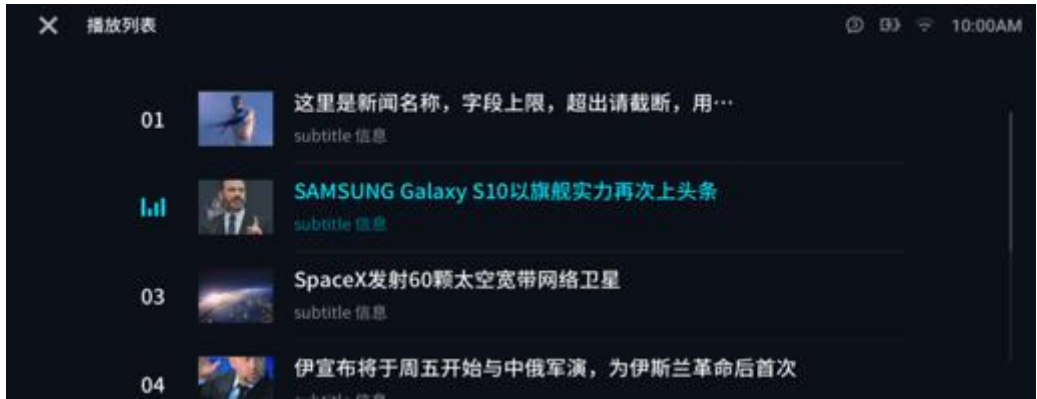 播放列表
10:00AM
01
这里是新闻名称，字段上限，超出请截断，用…
subtitle 信息
SAMSUNG Galaxy S10以旗舰实力再次上头条
subtitle 信息
03
SpaceX发射60颗太空宽带网络卫星
subtitle 信息
04
伊宣布将于周五开始与中俄军演，为伊斯兰革命后首次